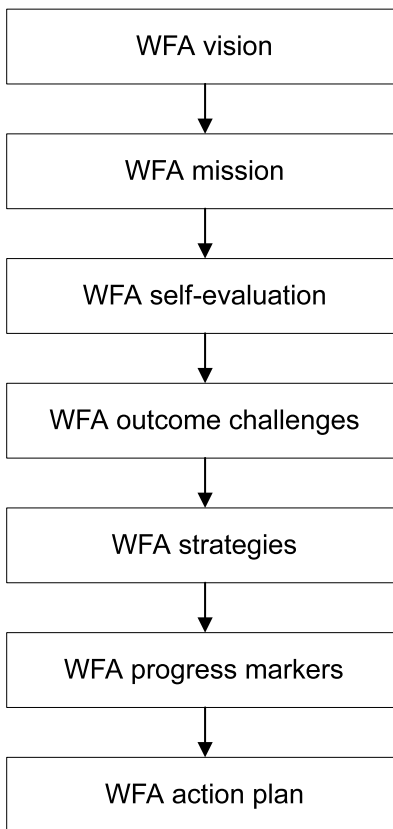 WFA vision
WFA mission
WFA self-evaluation
WFA outcome challenges
WFA strategies
WFA progress markers
WFA action plan